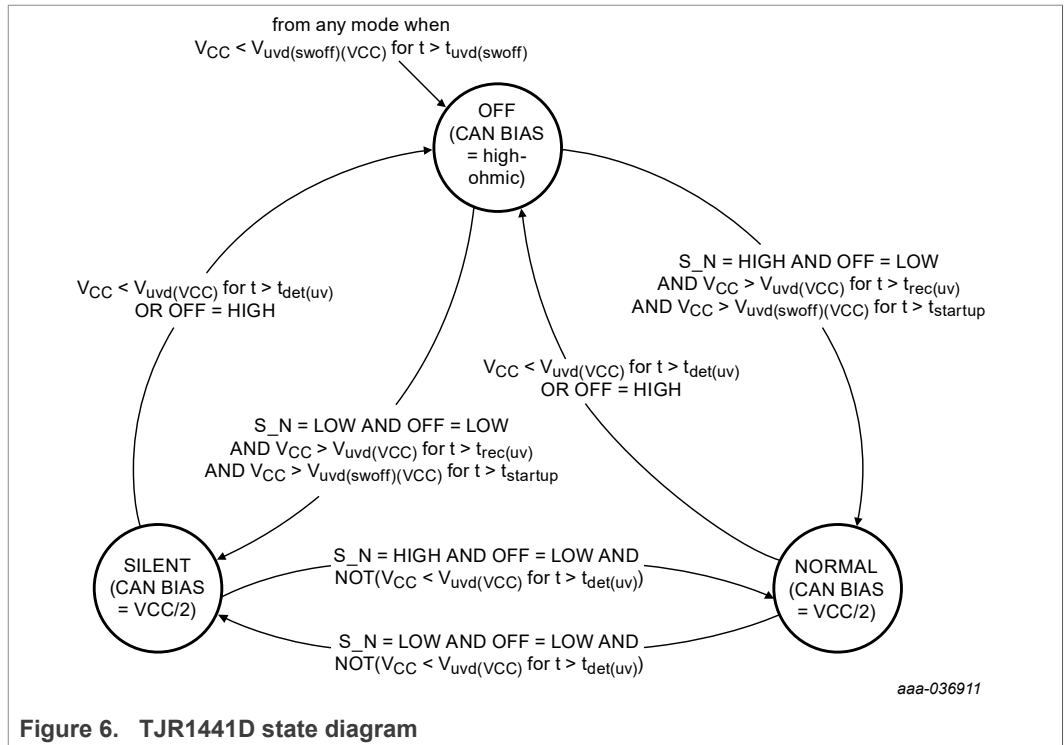 from any mode when
VCC < Vuvd(swoff)(VCC) for t > tuvd(swoff)
OFF
(CAN BIAS
= high-
ohmic)
S_N = HIGH AND OFF = LOW
AND VCC > Vuvd(VCC) for t > trec(uv)
AND VCC > Vuvd(swoff)(VCC) for t > tstartup
VCC < Vuvd(VCC) for t > tdet(uv)
OR OFF = HIGH
VCC < Vuvd(VCC) for t > tdet(uv)
OR OFF = HIGH
S_N = LOW AND OFF = LOW
AND VCC > Vuvd(VCC) for t > trec(uv)
AND VCC > Vuvd(swoff)(VCC) for t > tstartup
SILENT
(CAN BIAS
= VCC/2)
S_N = HIGH AND OFF = LOW AND
NOT(VCC < Vuvd(VCC) for t > tdet(uv))
NORMAL
(CAN BIAS
= VCC/2)
S_N = LOW AND OFF = LOW AND
NOT(VCC < Vuvd(VCC) for t > tdet(uv))
aaa-036911
Figure 6. TJR1441D state diagram